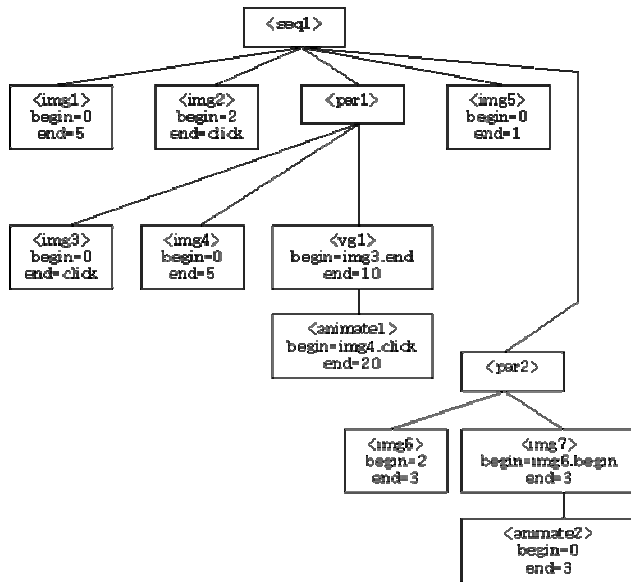 <seq1>
<img1>
begin=0
end=5
<img2>
begin=2
end=click
<par1>
<img5>
begin=0
end=1
<img3>
begin=0
end=click
<img4>
begin=0
end=5
<vg1>
begin=img3.end
end=10
<animate1>
begin=img4.click
end=20
<par2>
<img6>
begin=2
end=3
<img7>
begin=img6.begin
end=3
<animate2>
begin=0
end=3